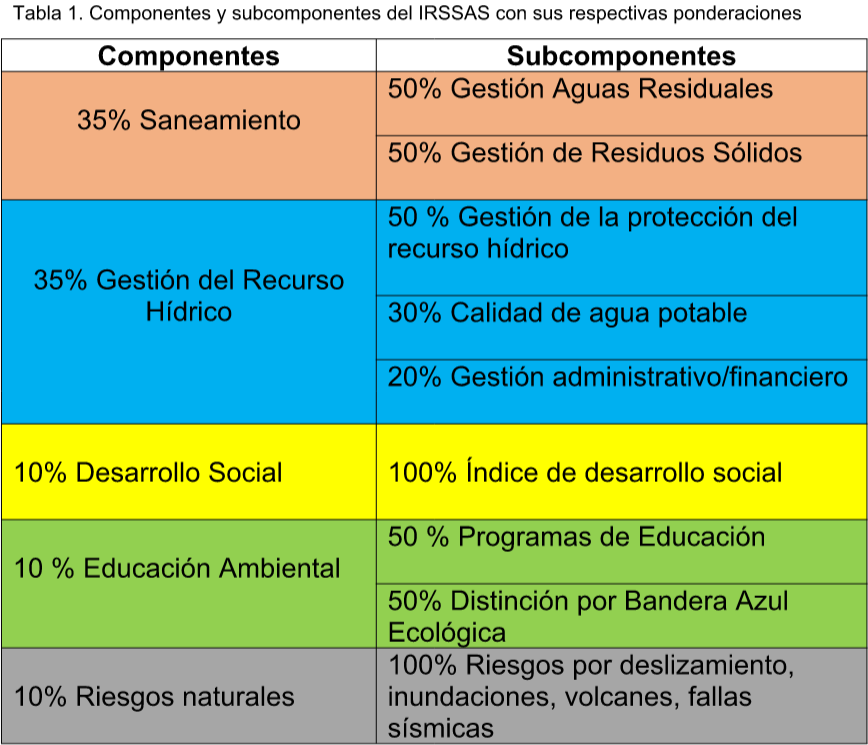 Tabla 1. Componentes y subcomponentes del IRSSAS con sus respectivas ponderaciones
Componentes
Subcomponentes
35% Saneamiento
50% Gestión Aguas Residuales
50% Gestión de Residuos Sólidos
35% Gestión del Recurso
Hídrico
50 % Gestión de la protección del
recurso hídrico
30% Calidad de agua potable
20% Gestión administrativo/financiero
10% Desarrollo Social
100% Índice de desarrollo social
10 % Educación Ambiental
50 % Programas de Educación
50% Distinción por Bandera Azul
Ecológica
10% Riesgos naturales
100% Riesgos por deslizamiento,
inundaciones, volcanes, fallas
sísmicas